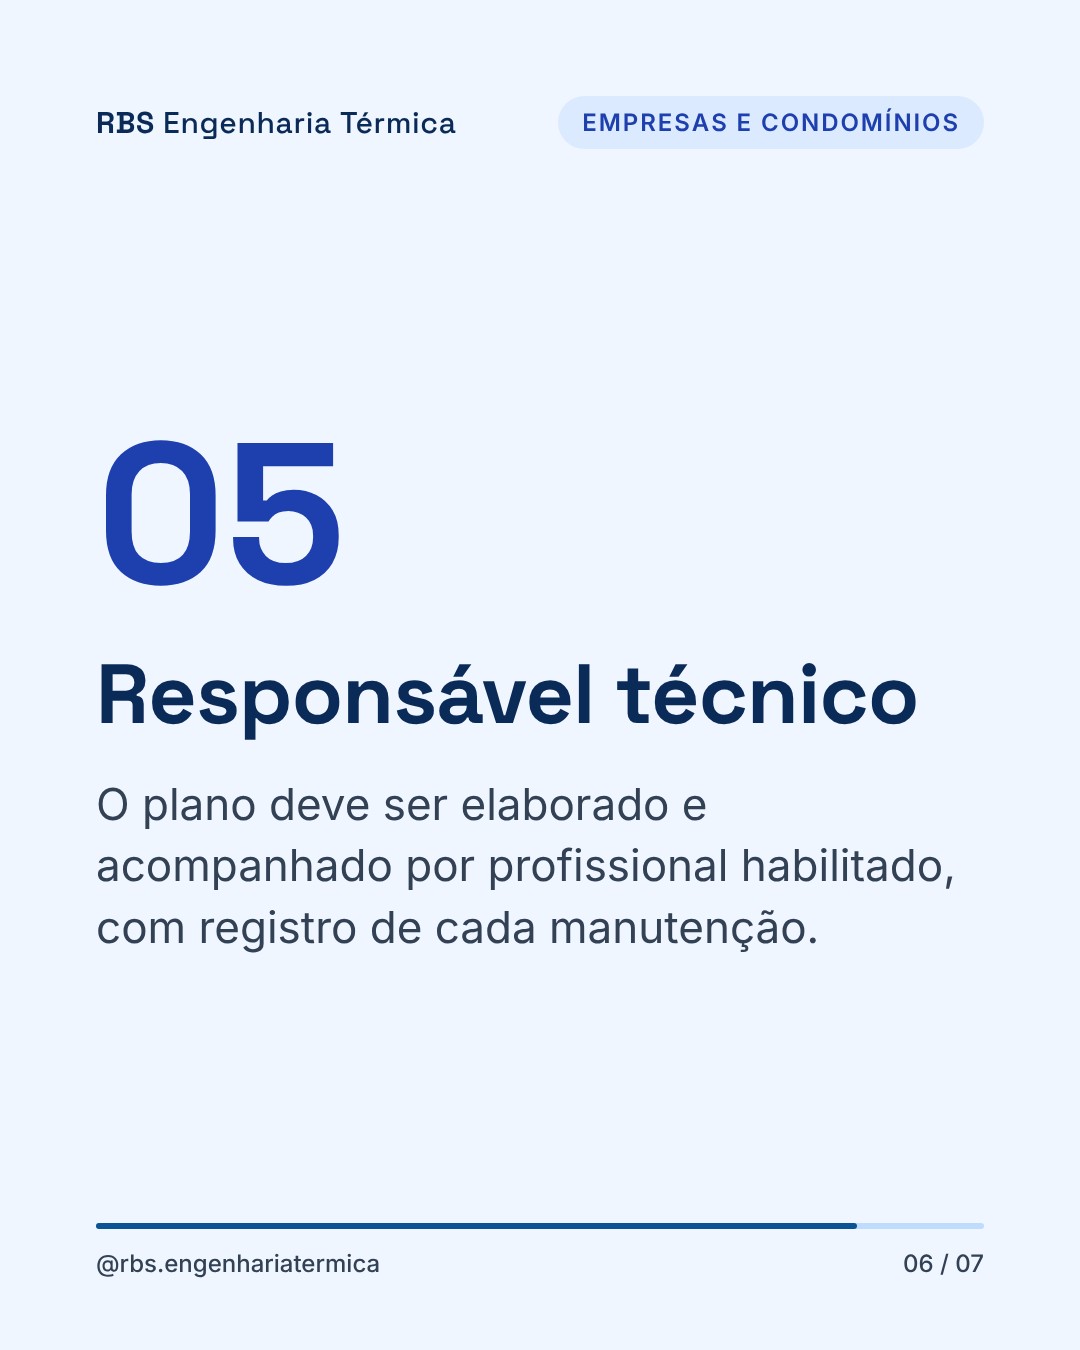 RBS Engenharia Térmica
EMPRESAS E CONDOMÍNIOS
05
Responsável técnico
O plano deve ser elaborado e
acompanhado por profissional habilitado,
com registro de cada manutenção.
@rbs.engenhariatermica
06 / 07